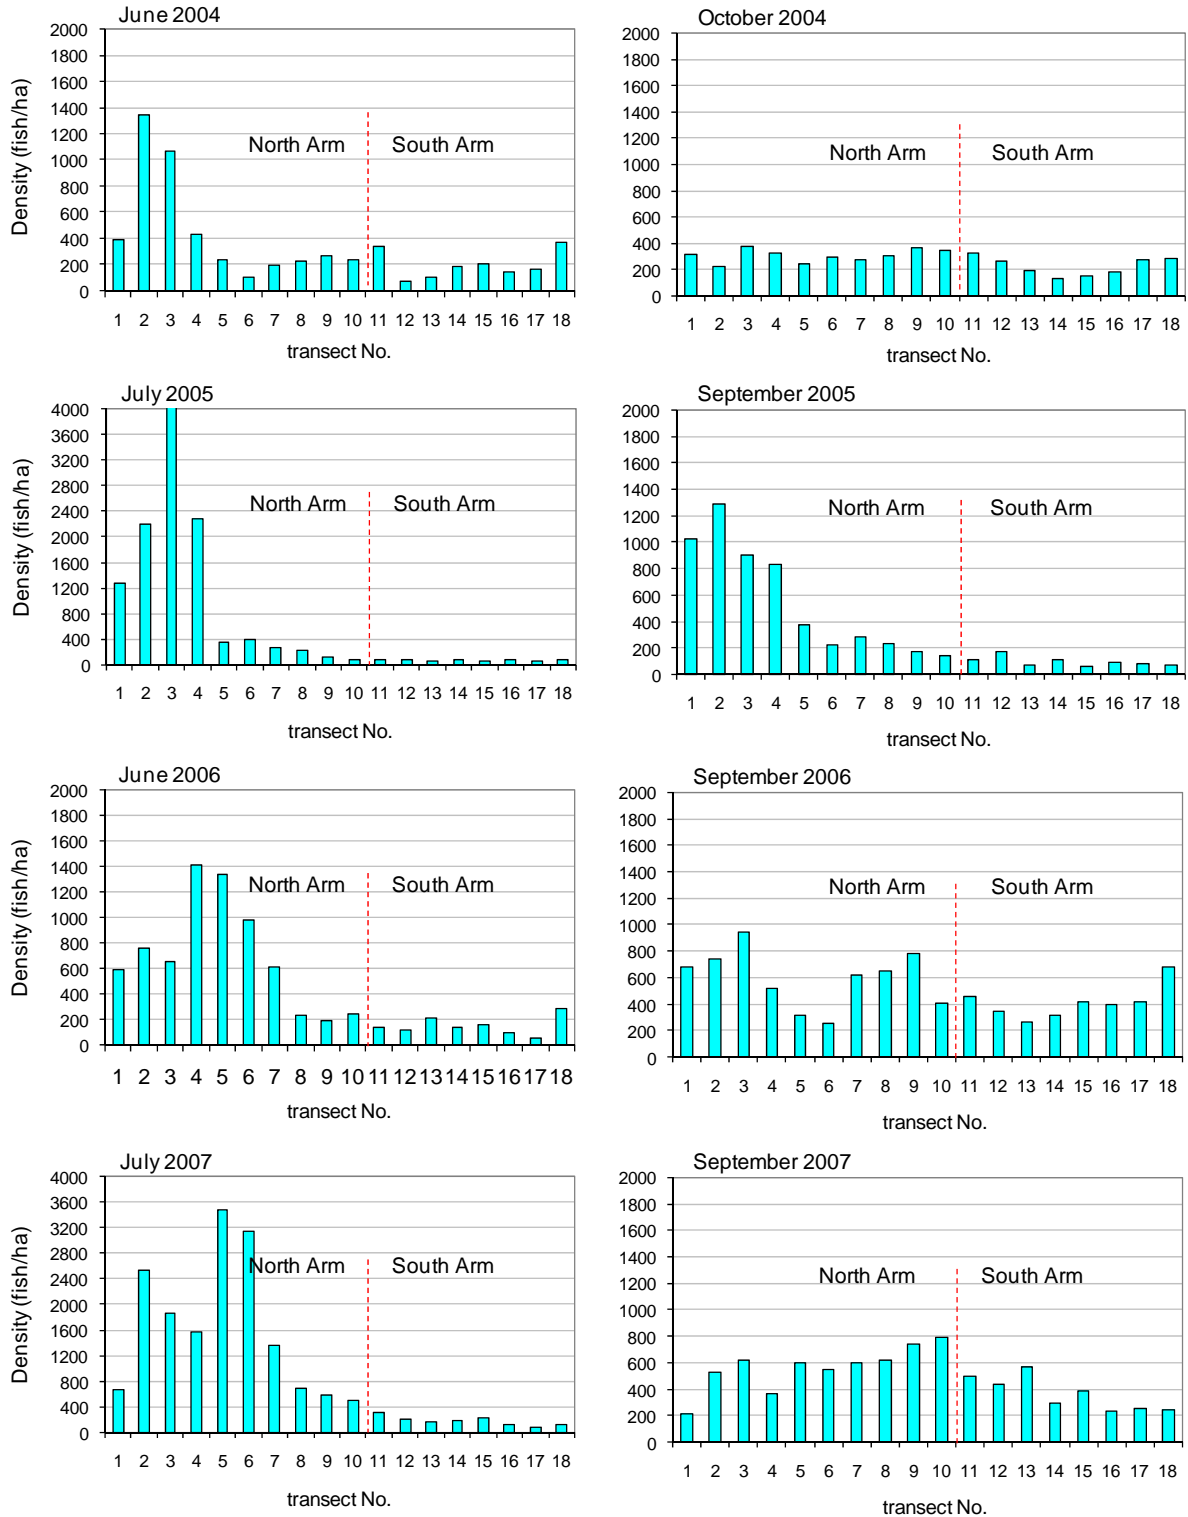 June 2004
Density (fish/ha)
2000
1800
1600
1400
1200
1000
800
600
400
200
0
North Arm South Arm
1 2 3 4 5 6 7 8 9 10 11 12 13 14 15 16 17 18
transect No.
October 2004
2000
1800
1600
1400
1200
1000
800
600
400
200
0
North Arm South Arm
1 2 3 4 5 6 7 8 9 10 11 12 13 14 15 16 17 18
transect No.
July 2005
Density (fish/ha)
4000
3600
3200
2800
2400
2000
1600
1200
800
400
0
North Arm South Arm
1 2 3 4 5 6 7 8 9 10 11 12 13 14 15 16 17 18
transect No.
September 2005
2000
1800
1600
1400
1200
1000
800
600
400
200
0
North Arm South Arm
1 2 3 4 5 6 7 8 9 10 11 12 13 14 15 16 17 18
transect No.
June 2006
Density (fish/ha)
2000
1800
1600
1400
1200
1000
800
600
400
200
0
North Arm South Arm
1 2 3 4 5 6 7 8 9 10 11 12 13 14 15 16 17 18
transect No.
September 2006
2000
1800
1600
1400
1200
1000
800
600
400
200
0
North Arm South Arm
1 2 3 4 5 6 7 8 9 10 11 12 13 14 15 16 17 18
transect No.
July 2007
Density (fish/ha)
4000
3600
3200
2800
2400
2000
1600
1200
800
400
0
North Arm South Arm
1 2 3 4 5 6 7 8 9 10 11 12 13 14 15 16 17 18
transect No.
September 2007
2000
1800
1600
1400
1200
1000
800
600
400
200
0
North Arm South Arm
1 2 3 4 5 6 7 8 9 10 11 12 13 14 15 16 17 18
transect No.